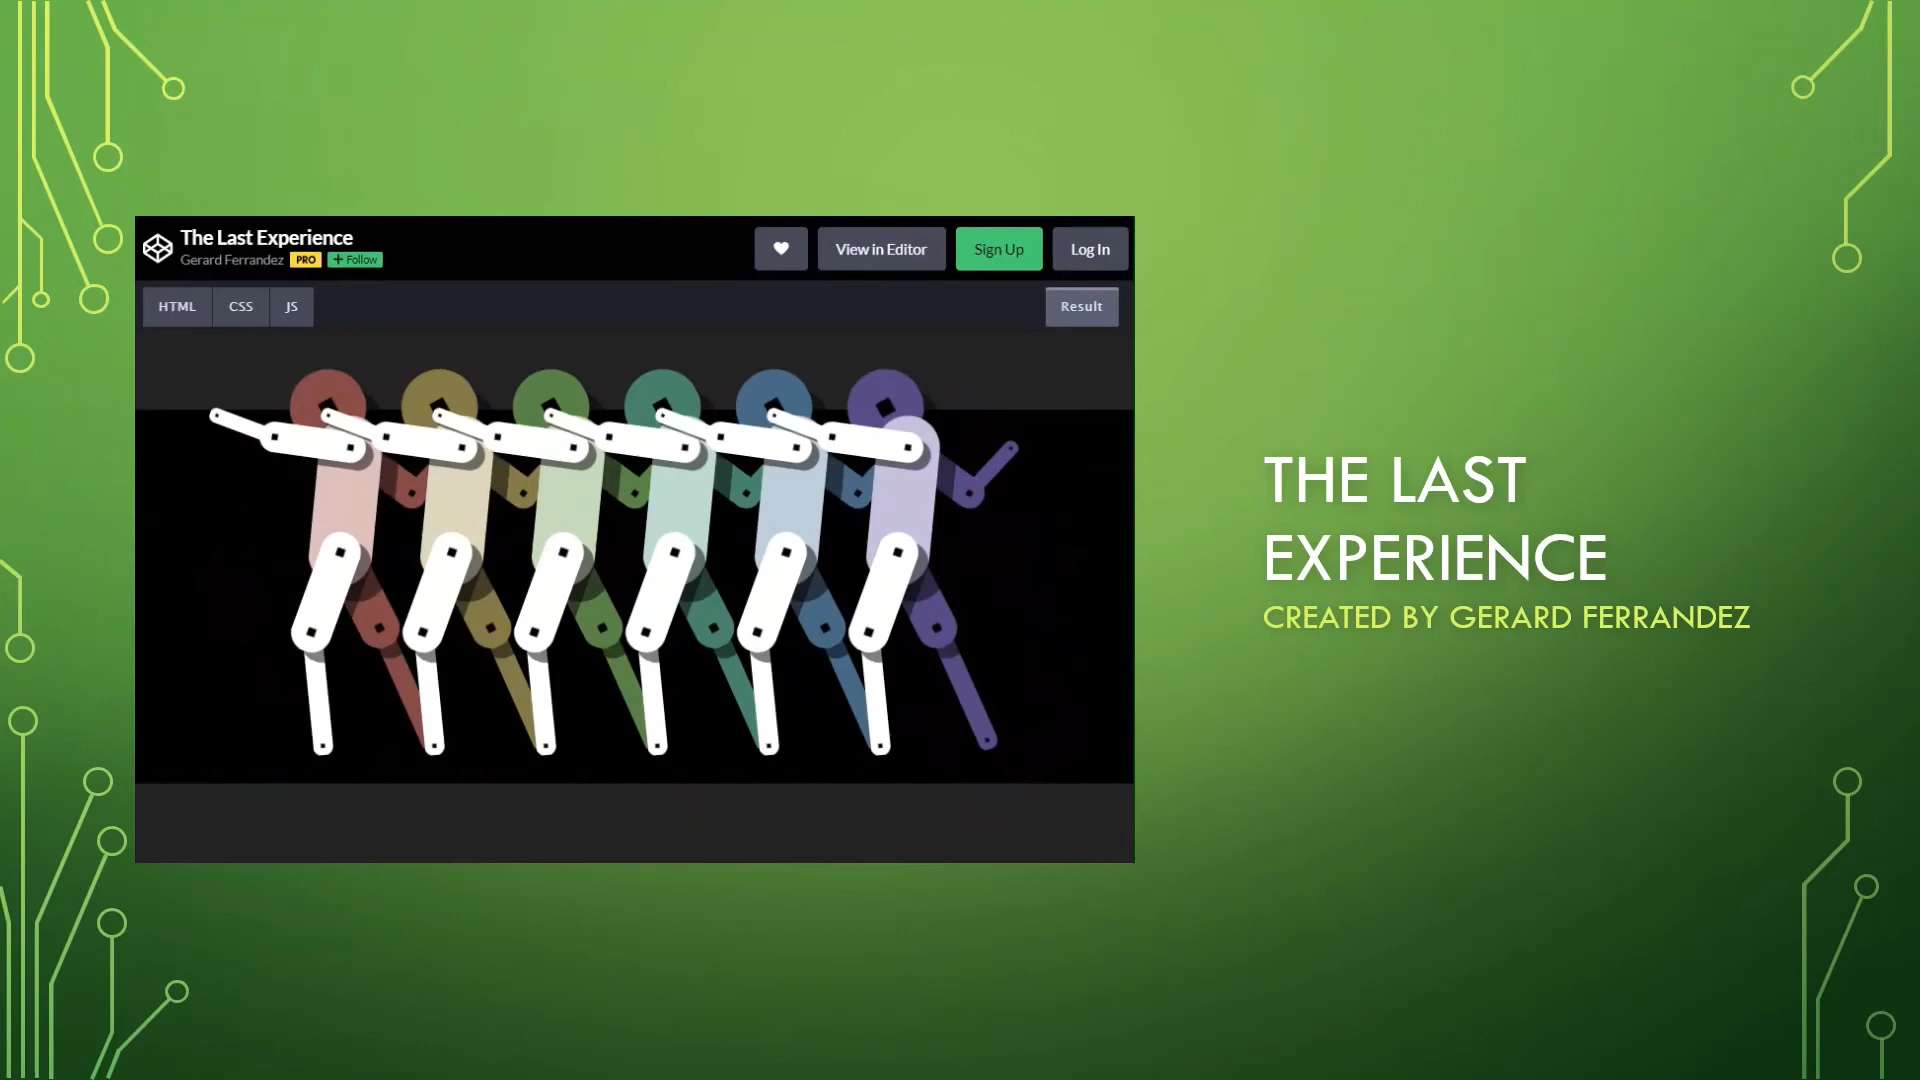 The Last Experience
Gerard Ferrandez PRO + Follow
View in Editor
Sign Up
Log In
HTML
CSS
JS
Result
THE LAST
EXPERIENCE
CREATED BY GERARD FERRANDEZ